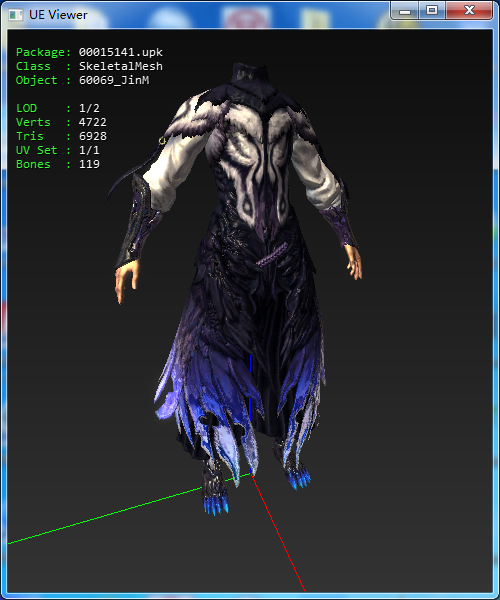 UE Viewer
Package: 00015141.upk
Class : SkeletalMesh
Object : 60069_JinM
LOD : 1/2
Verts : 4722
Tris : 6928
UV Set : 1/1
Bones : 119